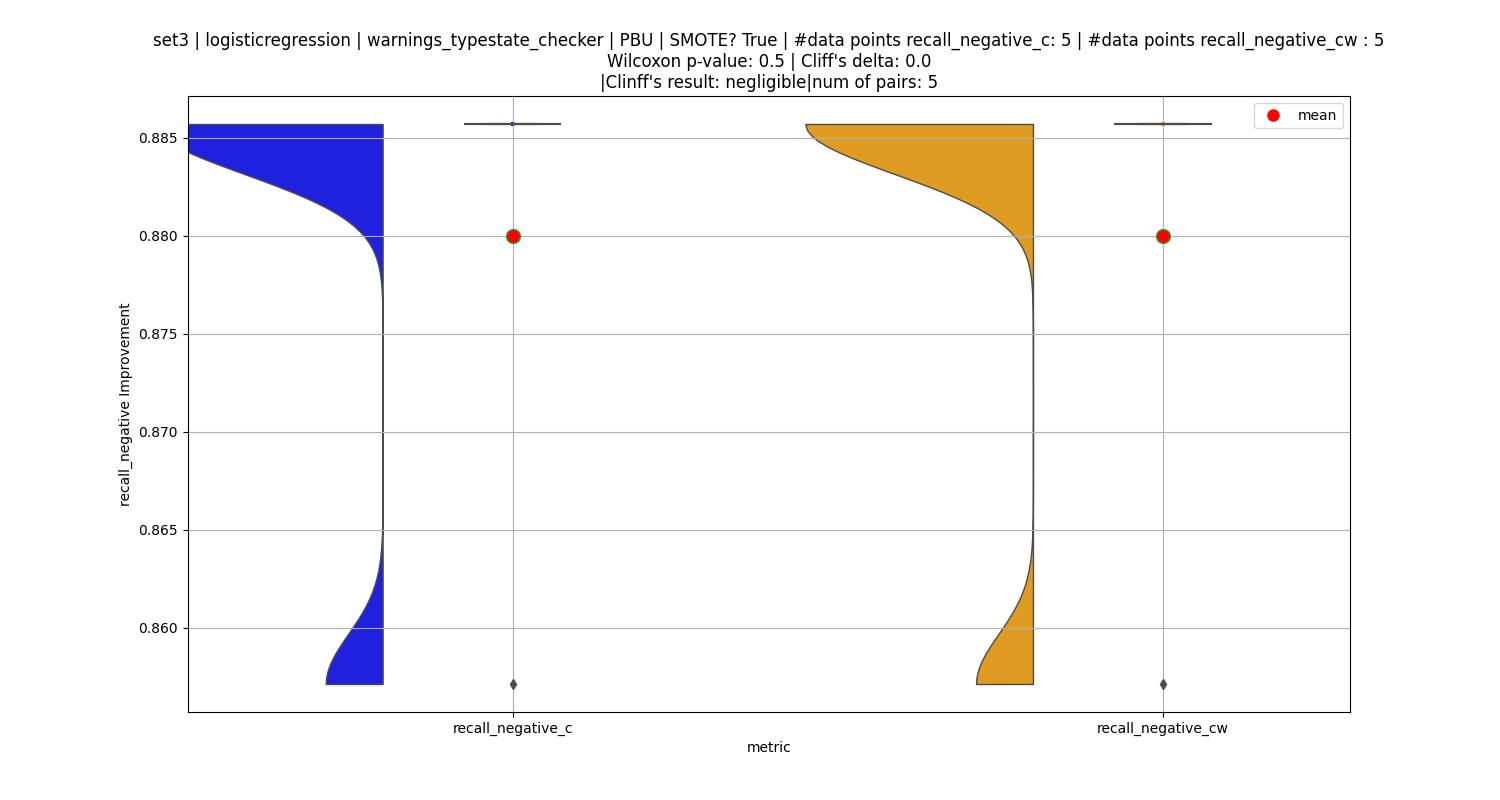 set3 | logisticregression | warnings_typestate_checker | PBU | SMOTE? True | #data points recall_negative_c: 5 | #data points recall_negative_cw : 5
Wilcoxon p-value: 0.5 | Cliff's delta: 0.0
|Clinff's result: negligible|num of pairs: 5
mean
0.885
0.880
0.875
0.870
0.865
0.860
recall_negative Improvement
recall_negative_c
recall_negative_cw
metric